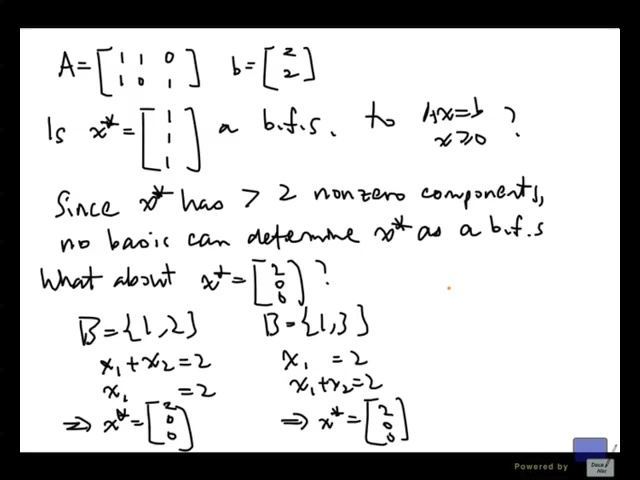 A = [1 1 0; 1 0 1] b = [2; 2]
Is x* = [1; 1; 1] a b.f.s. to Ax=b x≥0 ?
Since x* has > 2 nonzero components,
no basic can determine x* as a b.f.s
What about x* = [2; 0; 0] ?
B = {1,2} B = {1,3}
x₁ + x₂ = 2 x₁ = 2
x₁ = 2 x₁ + x₂ = 2
⇒ x* = [2; 0; 0] ⇒ x* = [2; 0; 0]
Powered by